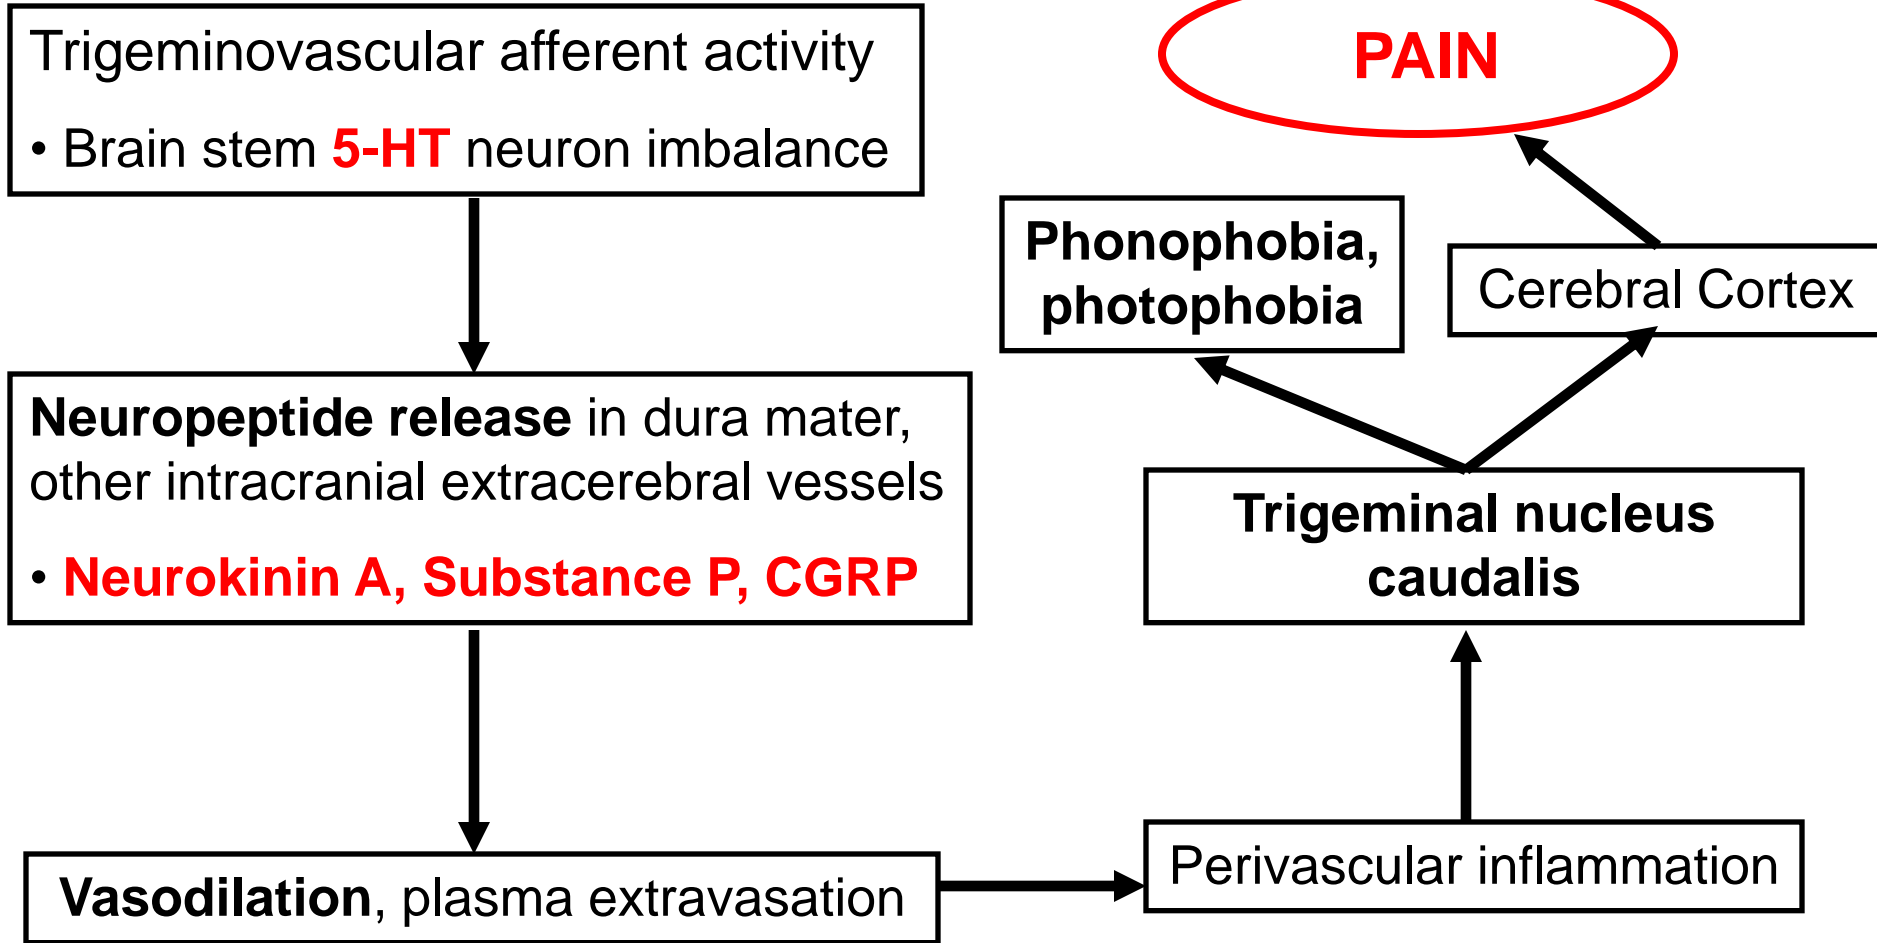 Trigeminovascular afferent activity
• Brain stem 5-HT neuron imbalance
Neuropeptide release in dura mater,
other intracranial extracerebral vessels
• Neurokinin A, Substance P, CGRP
Vasodilation, plasma extravasation
Perivascular inflammation
Trigeminal nucleus
caudalis
Phonophobia,
photophobia
Cerebral Cortex
PAIN